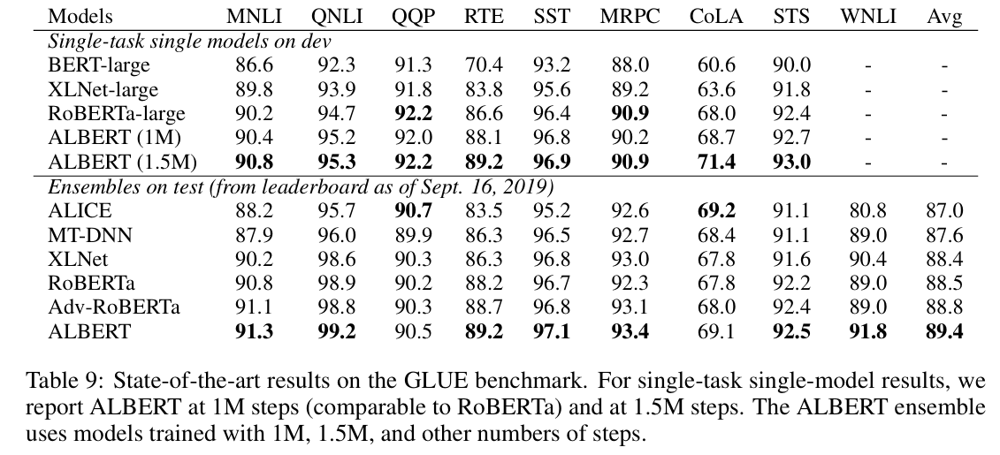 Models MNLI QNLI QQP RTE SST MRPC CoLA STS WNLI Avg
Single-task single models on dev
BERT-large 86.6 92.3 91.3 70.4 93.2 88.0 60.6 90.0 - -
XLNet-large 89.8 93.9 91.8 83.8 95.6 89.2 63.6 91.8 - -
RoBERTa-large 90.2 94.7 92.2 86.6 96.4 90.9 68.0 92.4 - -
ALBERT (1M) 90.4 95.2 92.0 88.1 96.8 90.2 68.7 92.7 - -
ALBERT (1.5M) 90.8 95.3 92.2 89.2 96.9 90.9 71.4 93.0 - -
Ensembles on test (from leaderboard as of Sept. 16, 2019)
ALICE 88.2 95.7 90.7 83.5 95.2 92.6 69.2 91.1 80.8 87.0
MT-DNN 87.9 96.0 89.9 86.3 96.5 92.7 68.4 91.1 89.0 87.6
XLNet 90.2 98.6 90.3 86.3 96.8 93.0 67.8 91.6 90.4 88.4
RoBERTa 90.8 98.9 90.2 88.2 96.7 92.3 67.8 92.2 89.0 88.5
Adv-RoBERTa 91.1 98.8 90.3 88.7 96.8 93.1 68.0 92.4 89.0 88.8
ALBERT 91.3 99.2 90.5 89.2 97.1 93.4 69.1 92.5 91.8 89.4
Table 9: State-of-the-art results on the GLUE benchmark. For single-task single-model results, we
report ALBERT at 1M steps (comparable to RoBERTa) and at 1.5M steps. The ALBERT ensemble
uses models trained with 1M, 1.5M, and other numbers of steps.